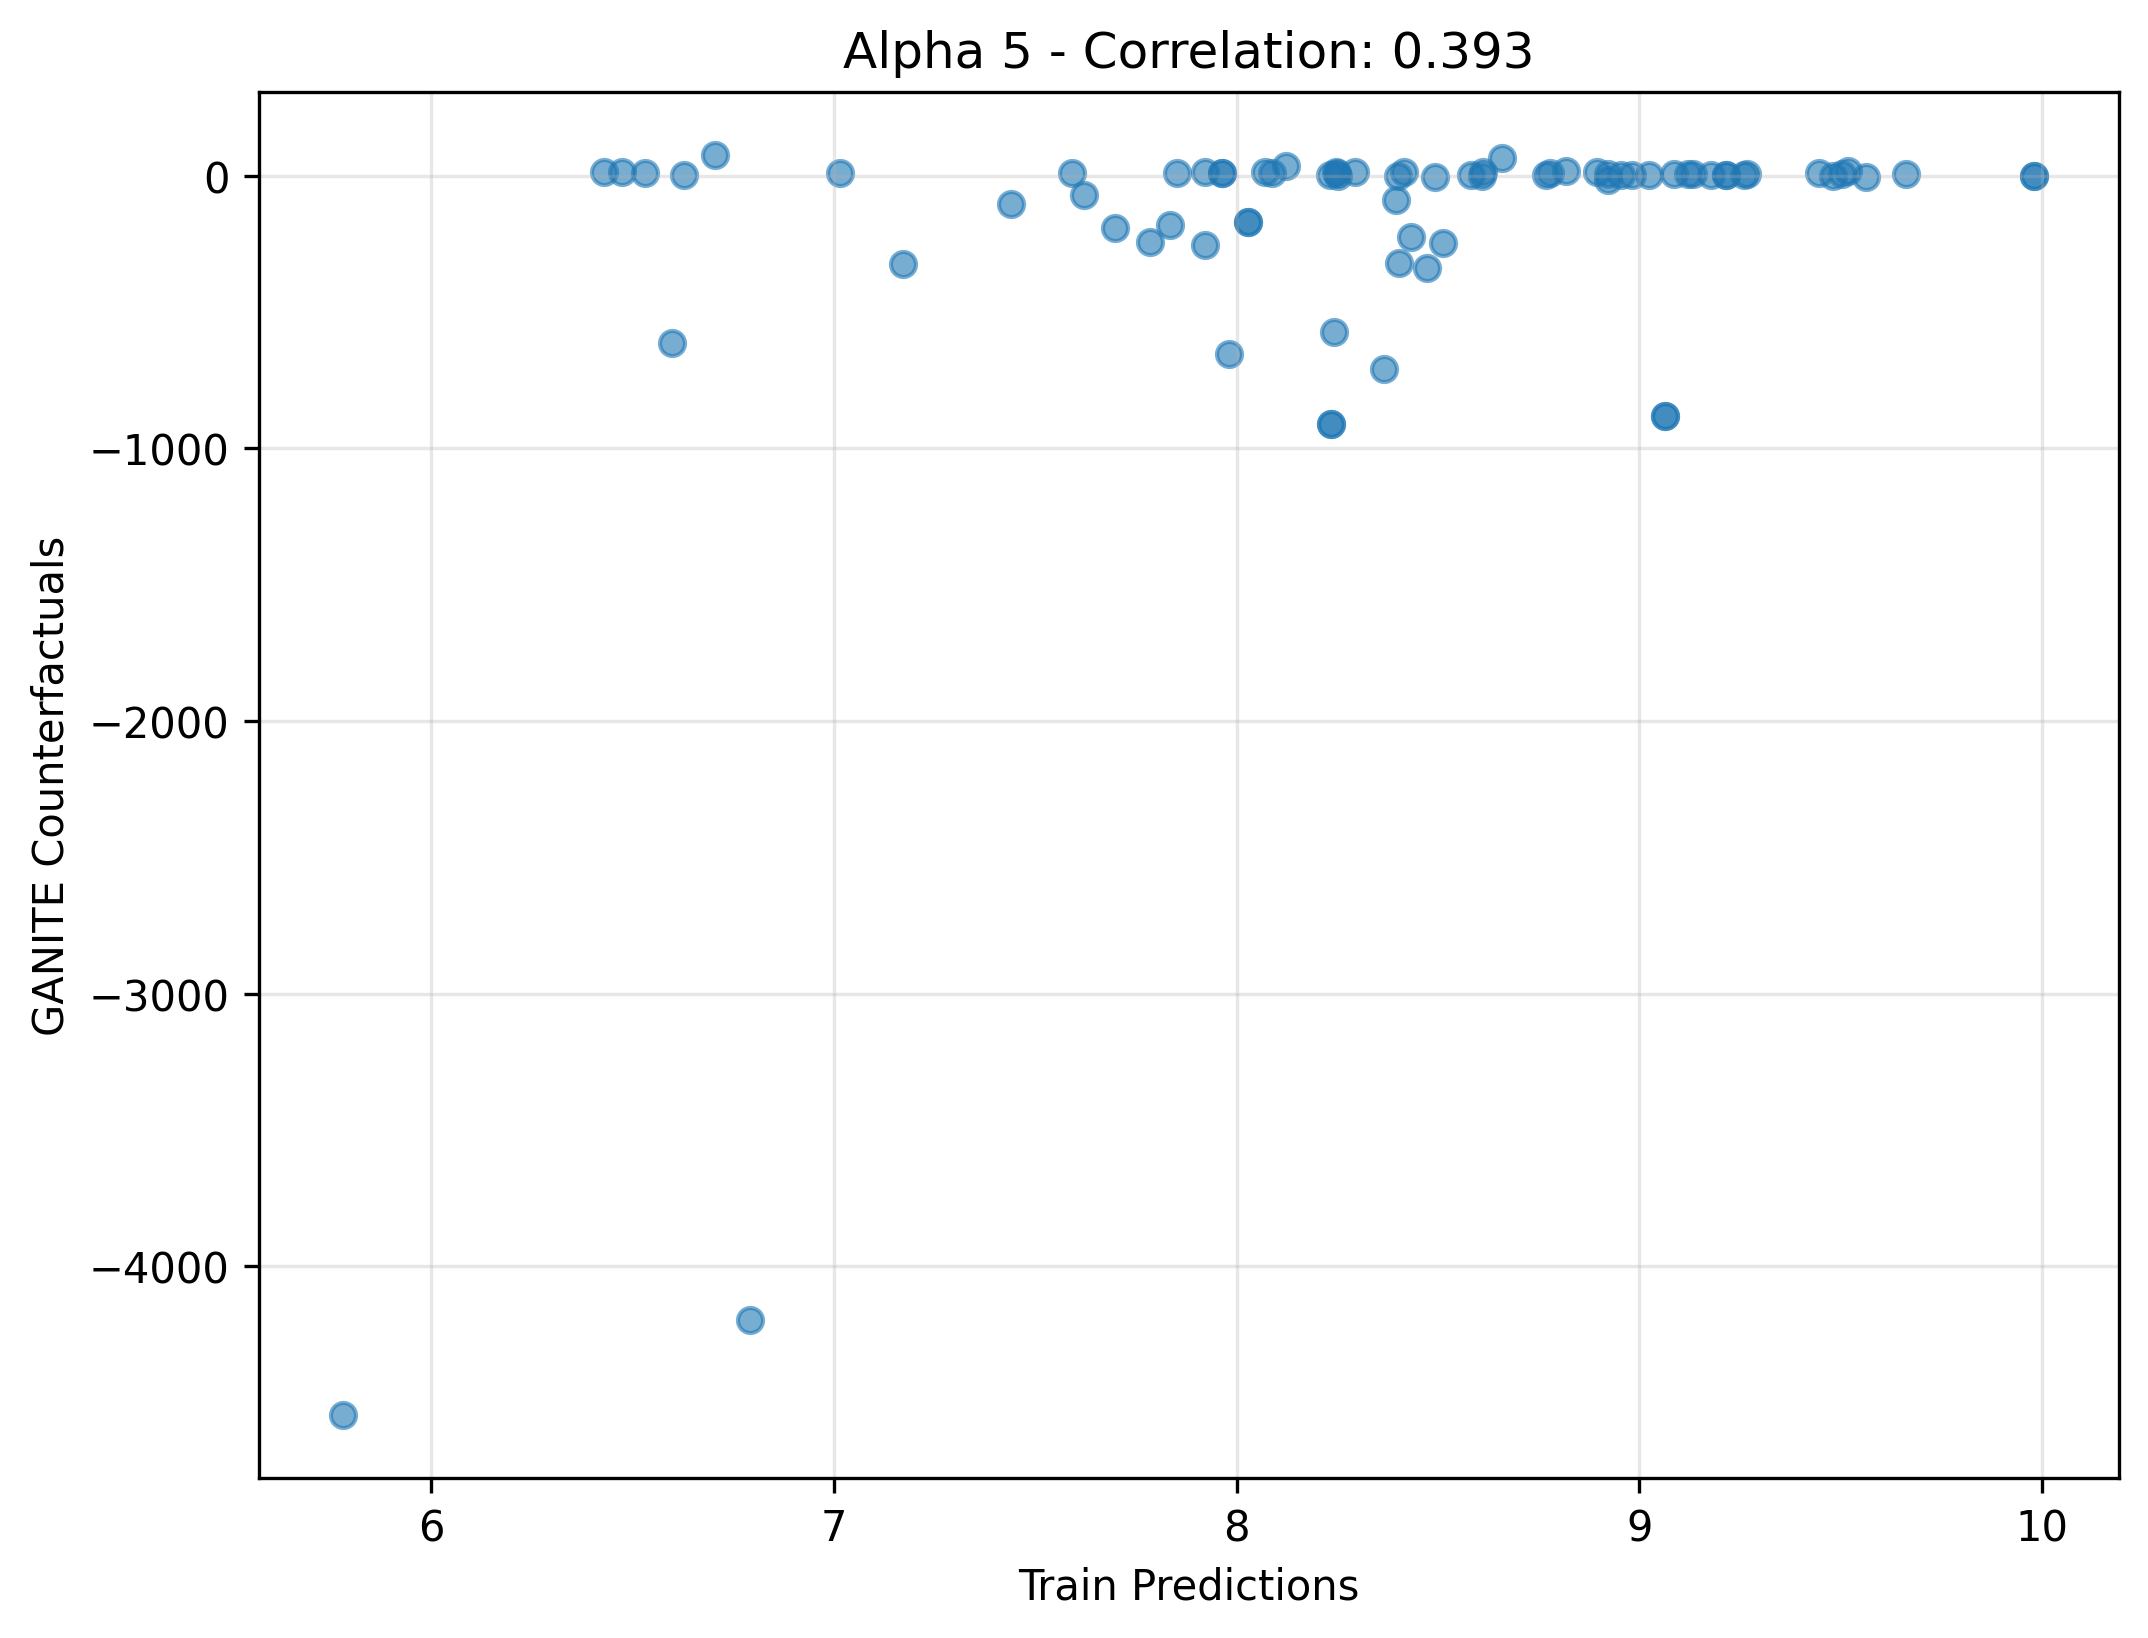 Alpha 5 - Correlation: 0.393
GANITE Counterfactuals
0
−1000
−2000
−3000
−4000
6 7 8 9 10
Train Predictions